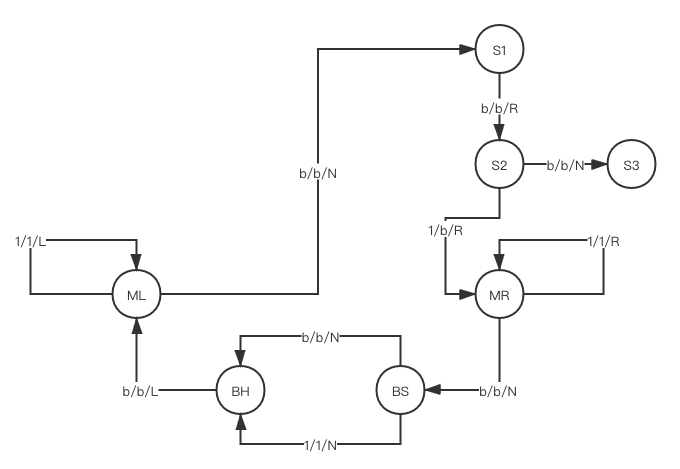 S1
b/b/R
S2
b/b/N
S3
b/b/N
1/b/R
1/1/L
1/1/R
ML
MR
b/b/N
b/b/L
BH
BS
b/b/N
1/1/N